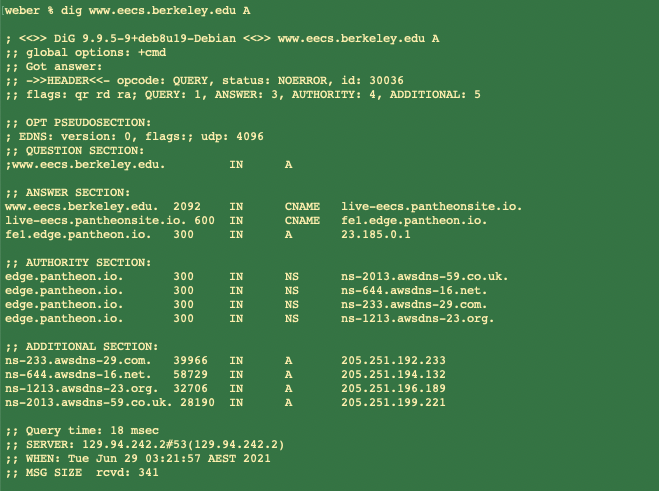 weber % dig www.eecs.berkeley.edu A
; <<>> DiG 9.9.5-9+deb8u19-Debian <<>> www.eecs.berkeley.edu A
;; global options: +cmd
;; Got answer:
;; ->>HEADER<<- opcode: QUERY, status: NOERROR, id: 30036
;; flags: qr rd ra; QUERY: 1, ANSWER: 3, AUTHORITY: 4, ADDITIONAL: 5
;; OPT PSEUDOSECTION:
; EDNS: version: 0, flags:; udp: 4096
;; QUESTION SECTION:
;www.eecs.berkeley.edu. IN A
;; ANSWER SECTION:
www.eecs.berkeley.edu. 2092 IN CNAME live-eecs.pantheonsite.io.
live-eecs.pantheonsite.io. 600 IN CNAME fe1.edge.pantheon.io.
fe1.edge.pantheon.io. 300 IN A 23.185.0.1
;; AUTHORITY SECTION:
edge.pantheon.io. 300 IN NS ns-2013.awsdns-59.co.uk.
edge.pantheon.io. 300 IN NS ns-644.awsdns-16.net.
edge.pantheon.io. 300 IN NS ns-233.awsdns-29.com.
edge.pantheon.io. 300 IN NS ns-1213.awsdns-23.org.
;; ADDITIONAL SECTION:
ns-233.awsdns-29.com. 39966 IN A 205.251.192.233
ns-644.awsdns-16.net. 58729 IN A 205.251.194.132
ns-1213.awsdns-23.org. 32706 IN A 205.251.196.189
ns-2013.awsdns-59.co.uk. 28190 IN A 205.251.199.221
;; Query time: 18 msec
;; SERVER: 129.94.242.2#53(129.94.242.2)
;; WHEN: Tue Jun 29 03:21:57 AEST 2021
;; MSG SIZE rcvd: 341